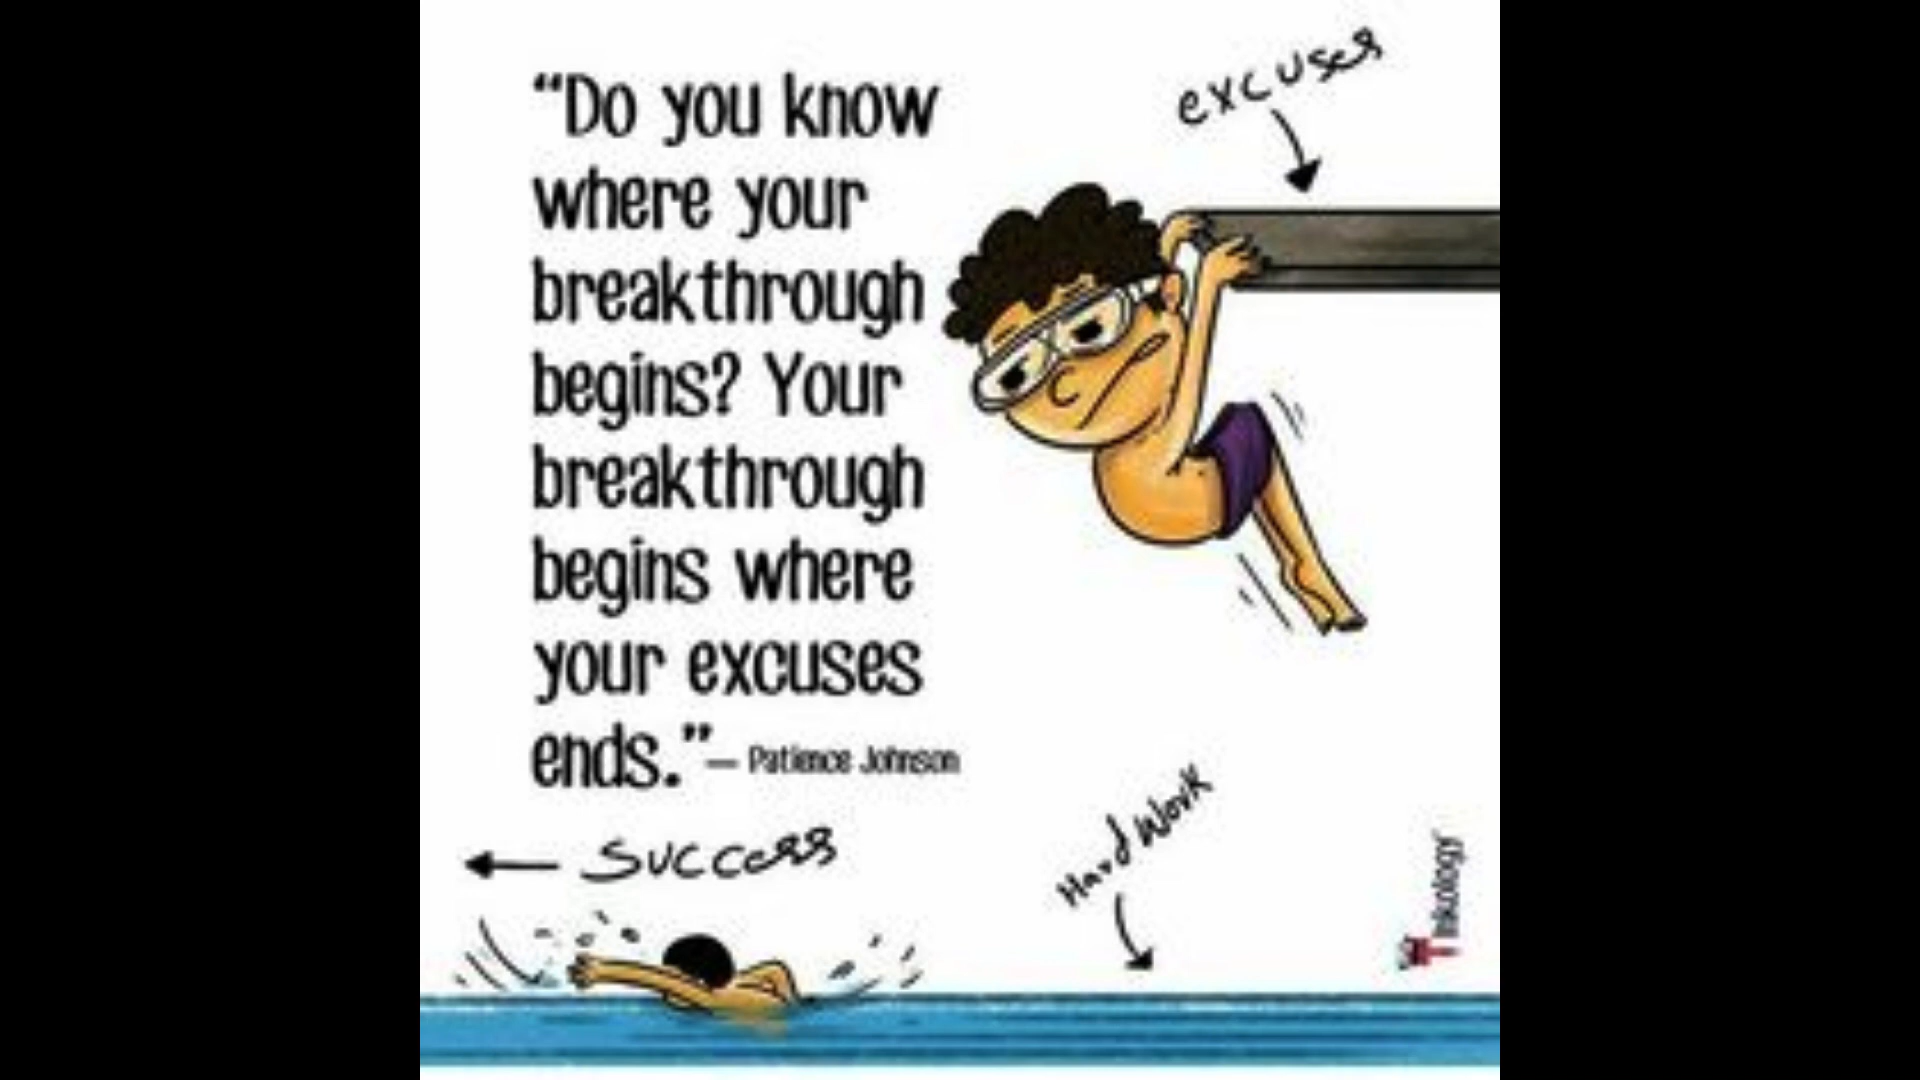 excuses
“Do you know
where your
breakthrough
begins? Your
breakthrough
begins where
your excuses
ends.”— Patience Johnson
Success
Hard Work
Inkology